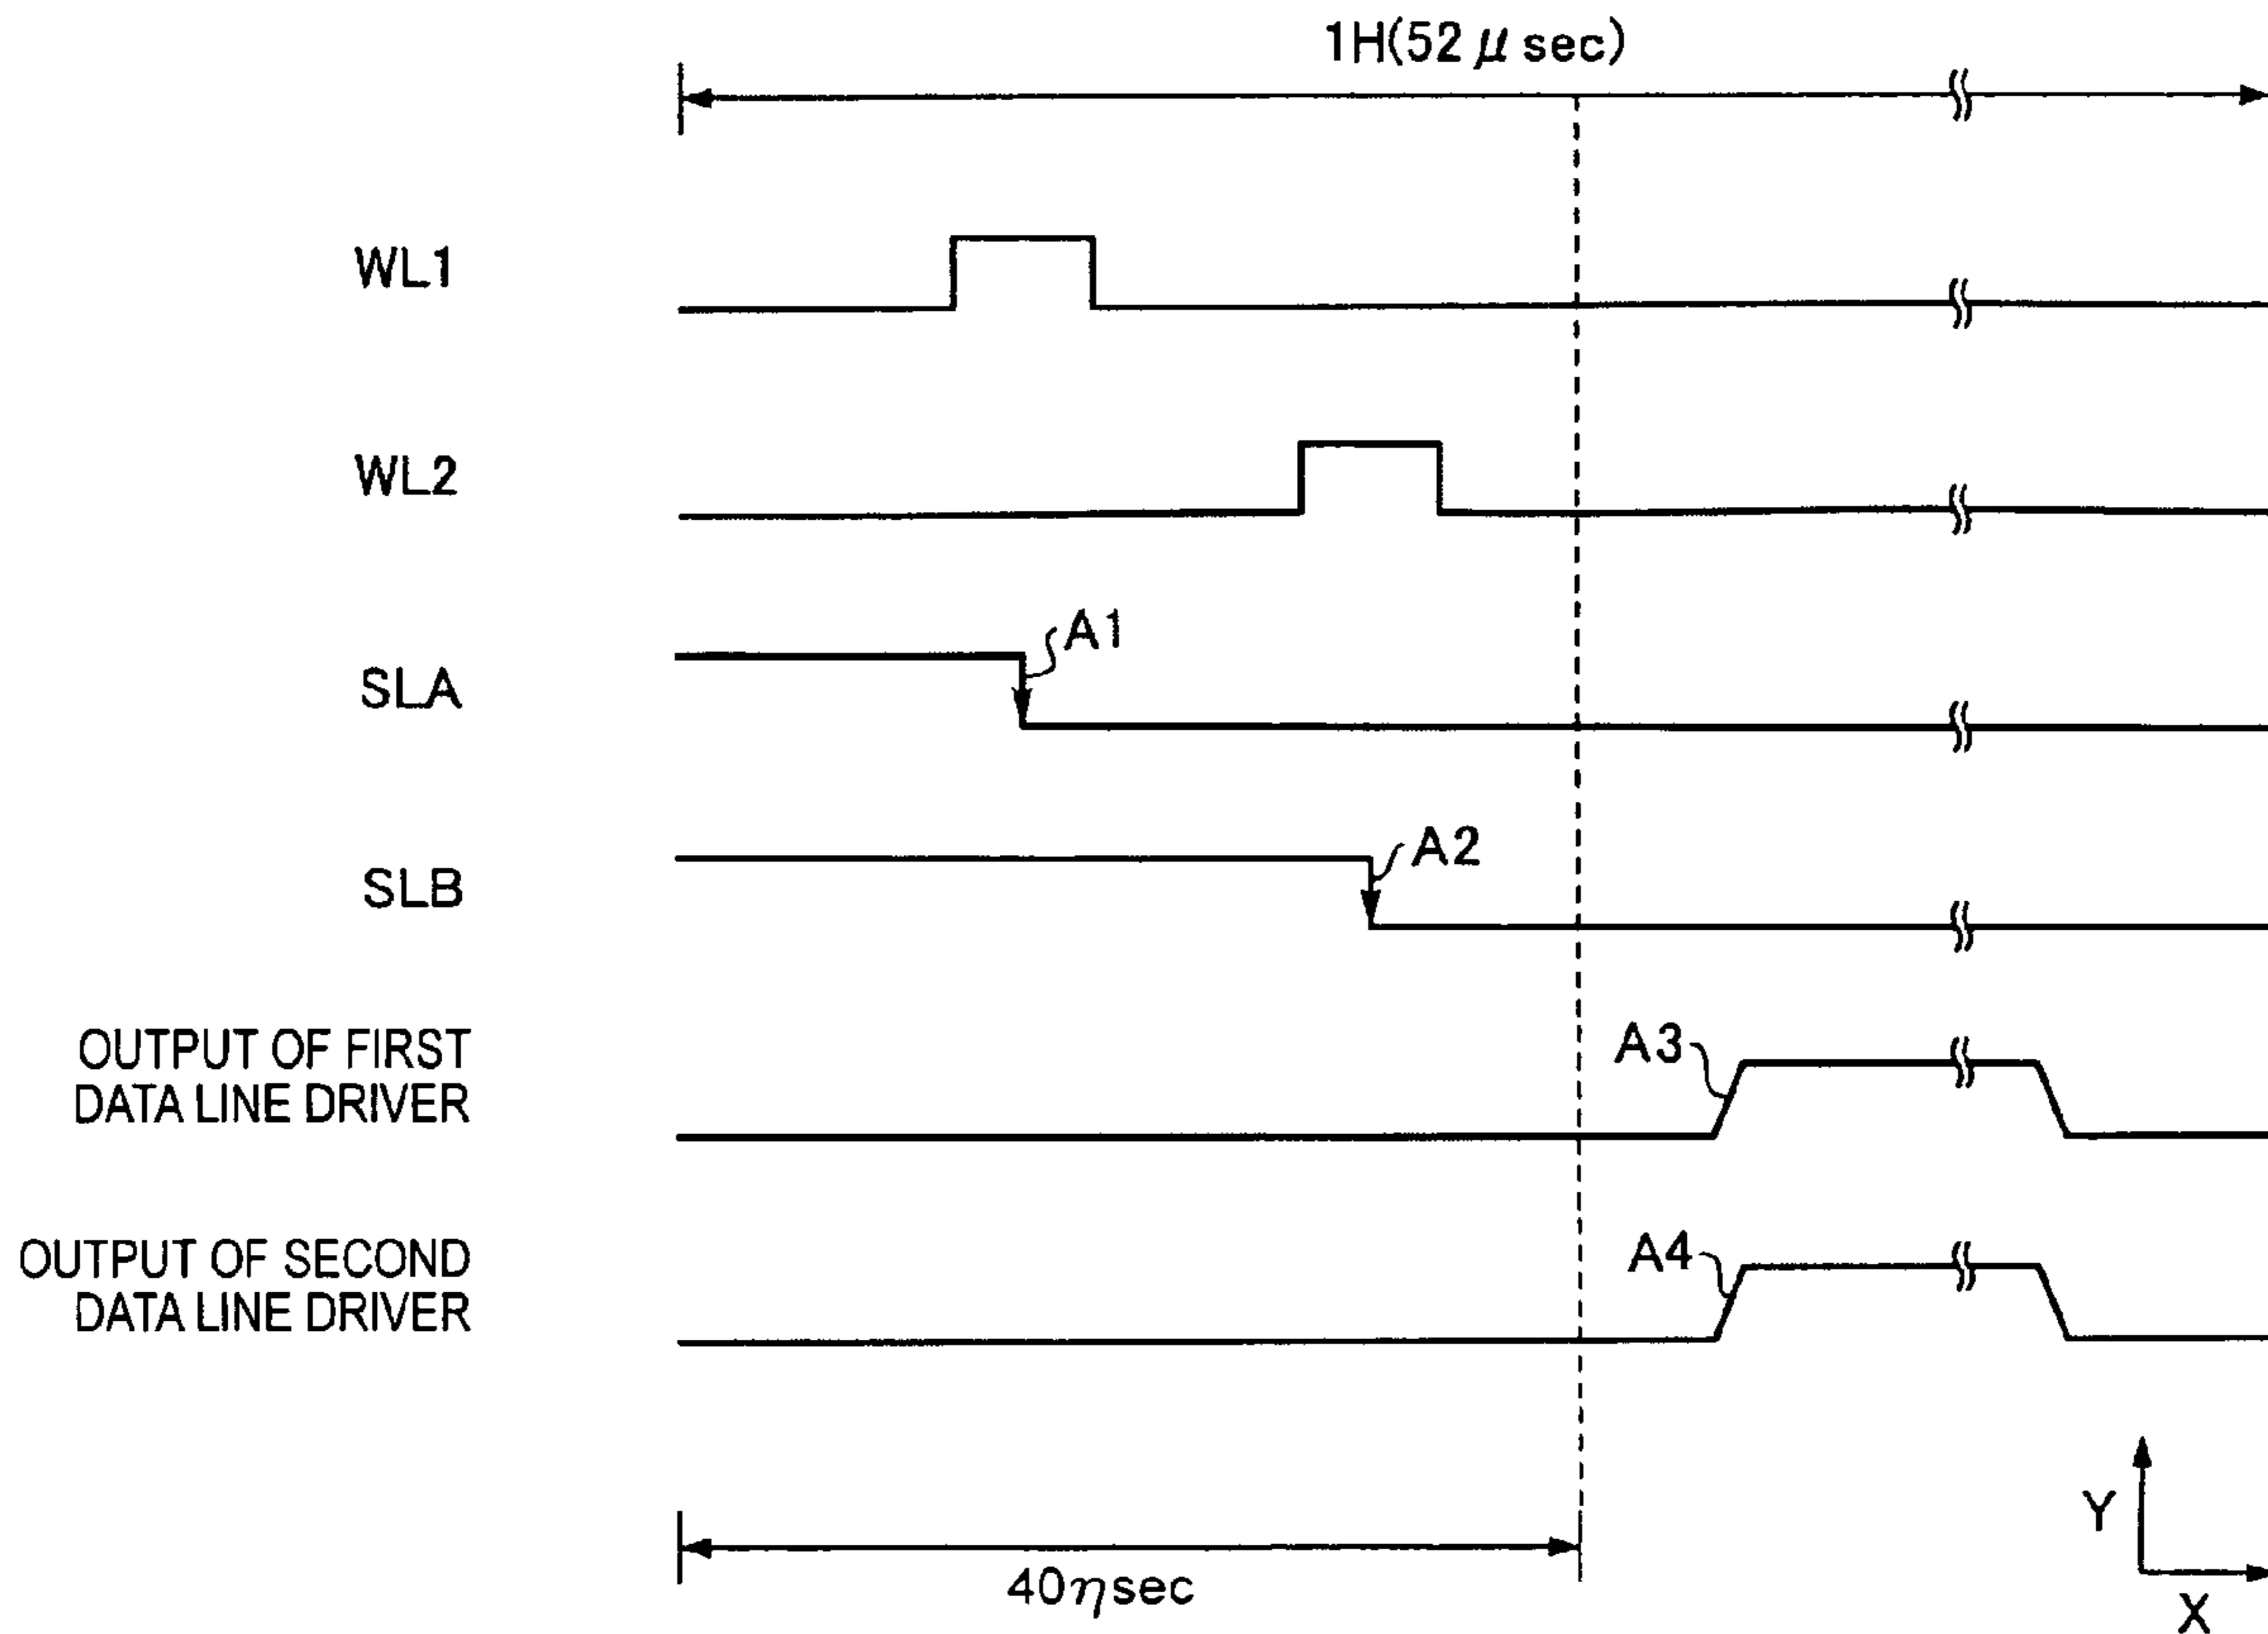 1H(52 μ sec)
WL1
WL2
SLA
A1
SLB
A2
OUTPUT OF FIRST
DATA LINE DRIVER
A3
OUTPUT OF SECOND
DATA LINE DRIVER
A4
40ηsec
Y
X